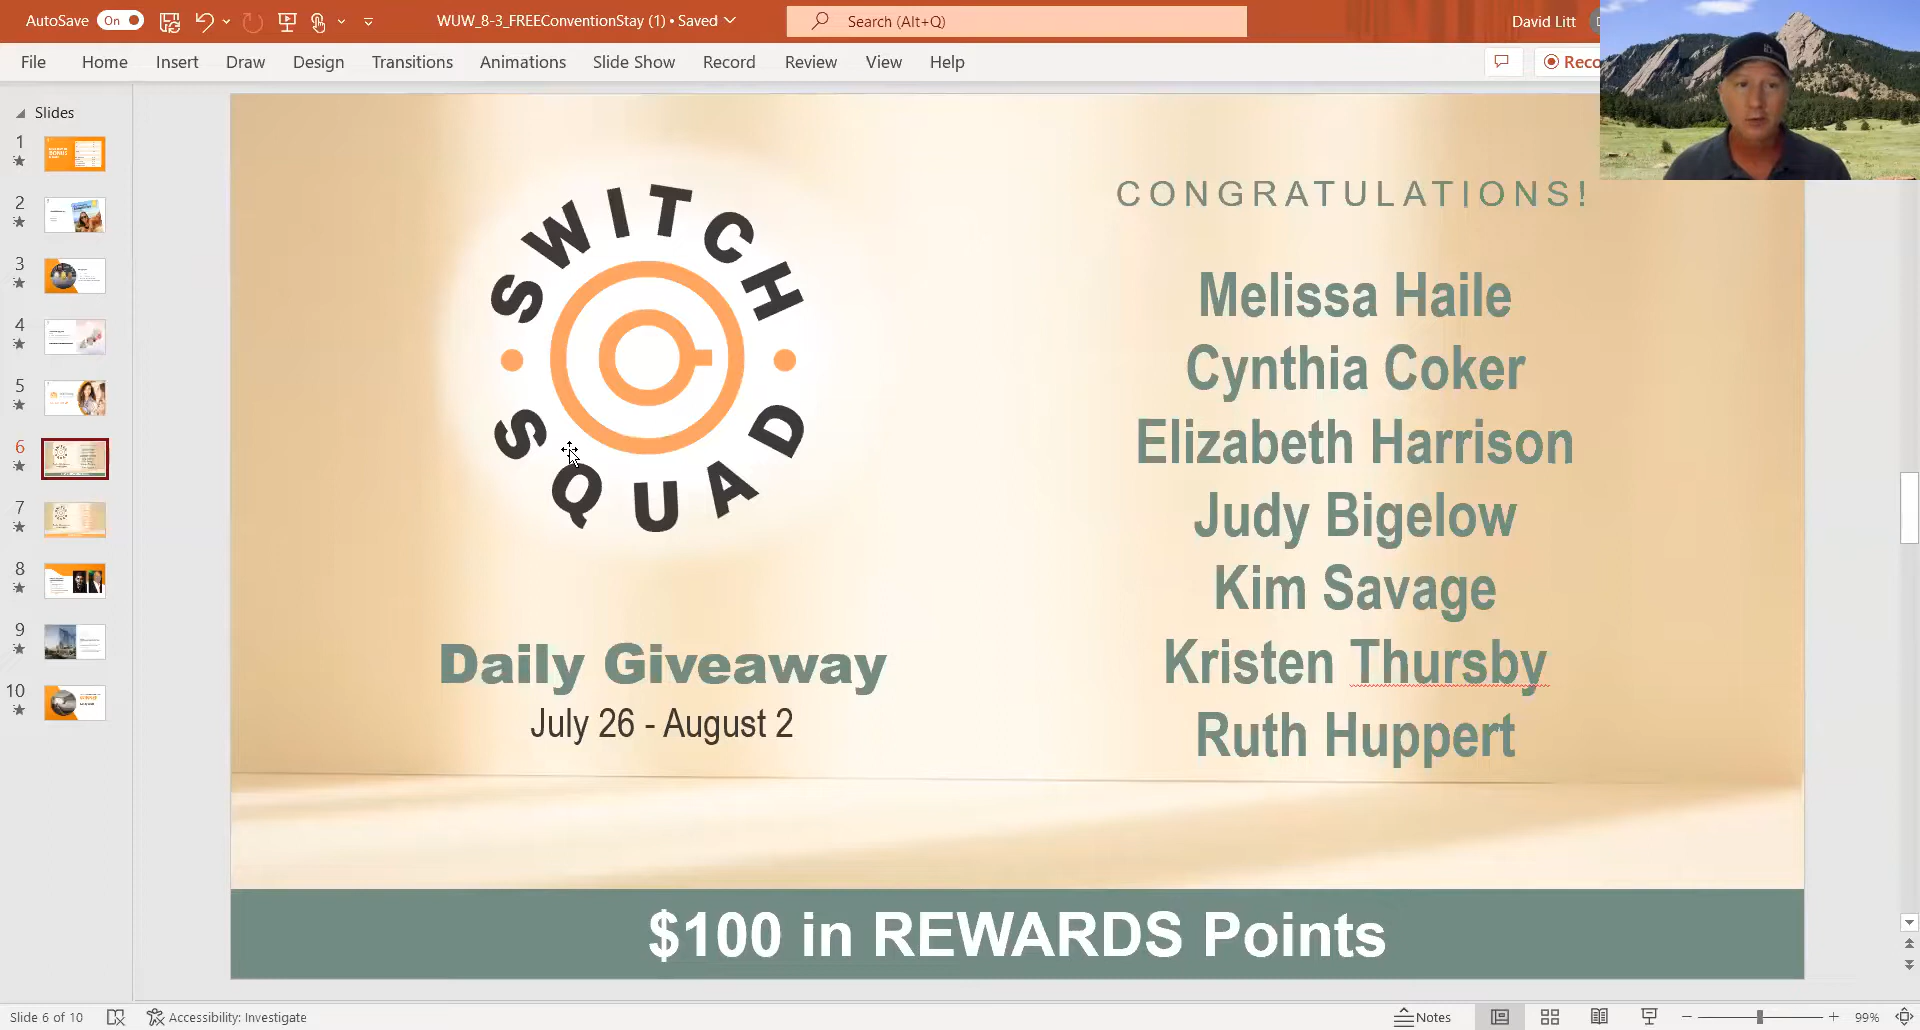 AutoSave On
WUW_8-3_FREEConventionStay (1) • Saved
Search (Alt+Q)
David Litt
File Home Insert Draw Design Transitions Animations Slide Show Record Review View Help
Reco
Slides
1
2
3
4
5
6
7
8
9
10
SWITCH
SQUAD
Daily Giveaway
July 26 - August 2
CONGRATULATIONS!
Melissa Haile
Cynthia Coker
Elizabeth Harrison
Judy Bigelow
Kim Savage
Kristen Thursby
Ruth Huppert
$100 in REWARDS Points
Slide 6 of 10
Accessibility: Investigate
Notes
99%